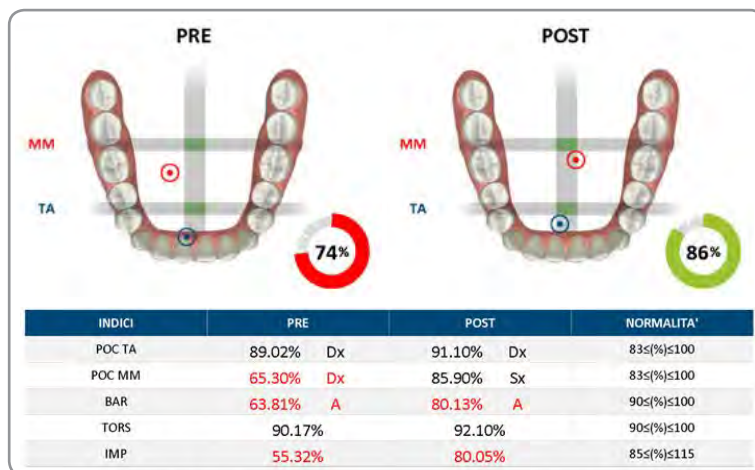 PRE POST
MM MM
TA TA
74% 86%
INDICI PRE POST NORMALITA'
POC TA 89.02% Dx 91.10% Dx 83≤(%)≤100
POC MM 65.30% Dx 85.90% Sx 83≤(%)≤100
BAR 63.81% A 80.13% A 90≤(%)≤100
TORS 90.17% 92.10% 90≤(%)≤100
IMP 55.32% 80.05% 85≤(%)≤115